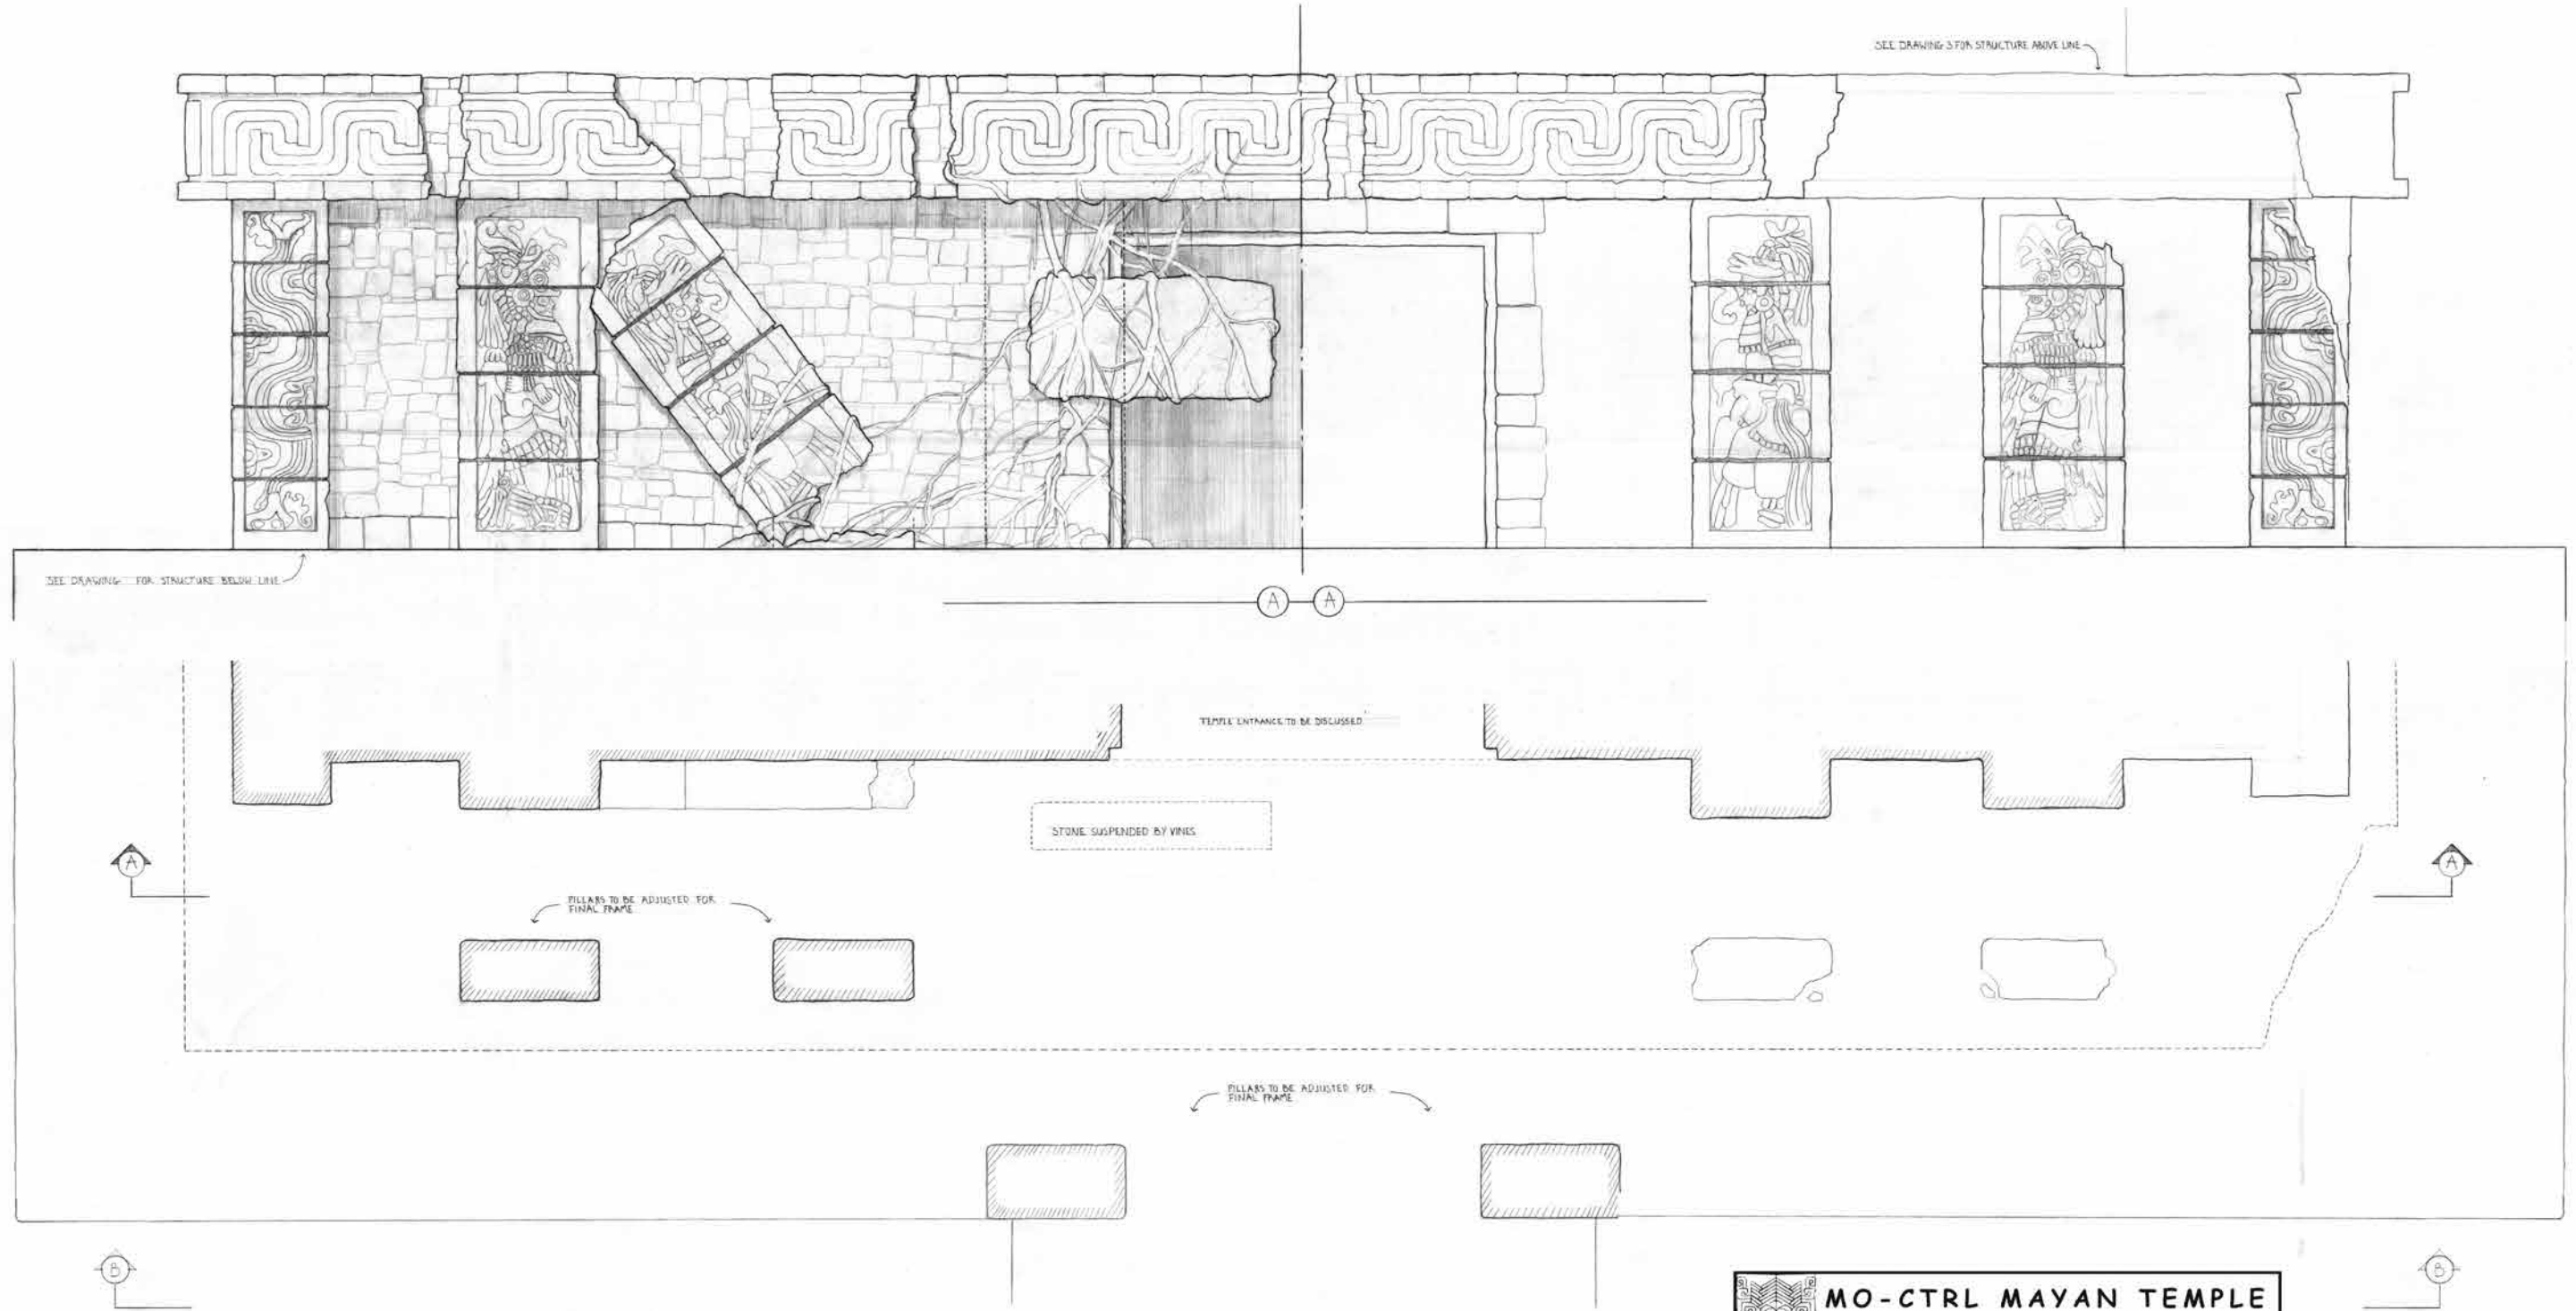 SEE DRAWING 3 FOR STRUCTURE ABOVE LINE
SEE DRAWING FOR STRUCTURE BELOW LINE
A A
TEMPLE ENTRANCE TO BE DISCUSSED
STONE SUSPENDED BY VINES
A
A
PILLARS TO BE ADJUSTED FOR
FINAL FRAME
PILLARS TO BE ADJUSTED FOR
FINAL FRAME
B
B
MO-CTRL MAYAN TEMPLE